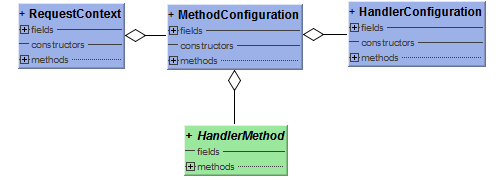 + RequestContext
fields
constructors
methods
+ MethodConfiguration
fields
constructors
methods
+ HandlerConfiguration
fields
constructors
methods
+ HandlerMethod
fields
methods